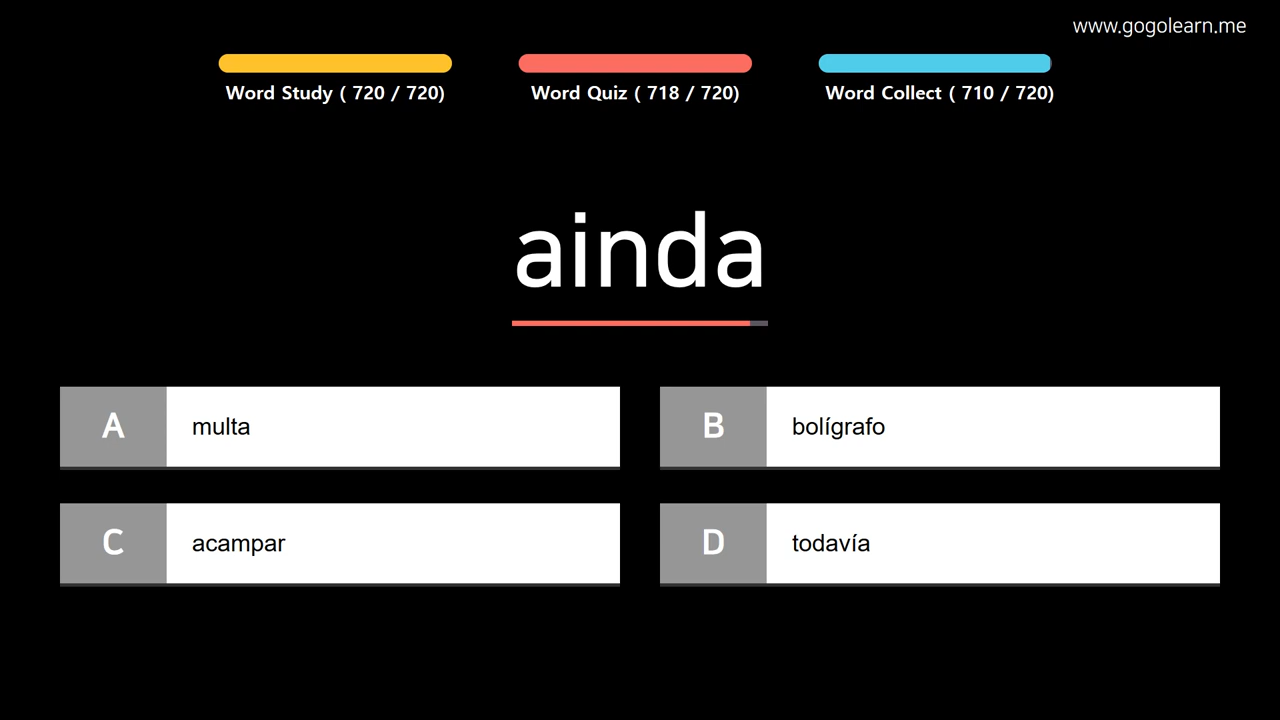 www.gogolearn.me
Word Study ( 720 / 720)
Word Quiz ( 718 / 720)
Word Collect ( 710 / 720)
ainda
A
multa
B
bolígrafo
C
acampar
D
todavía